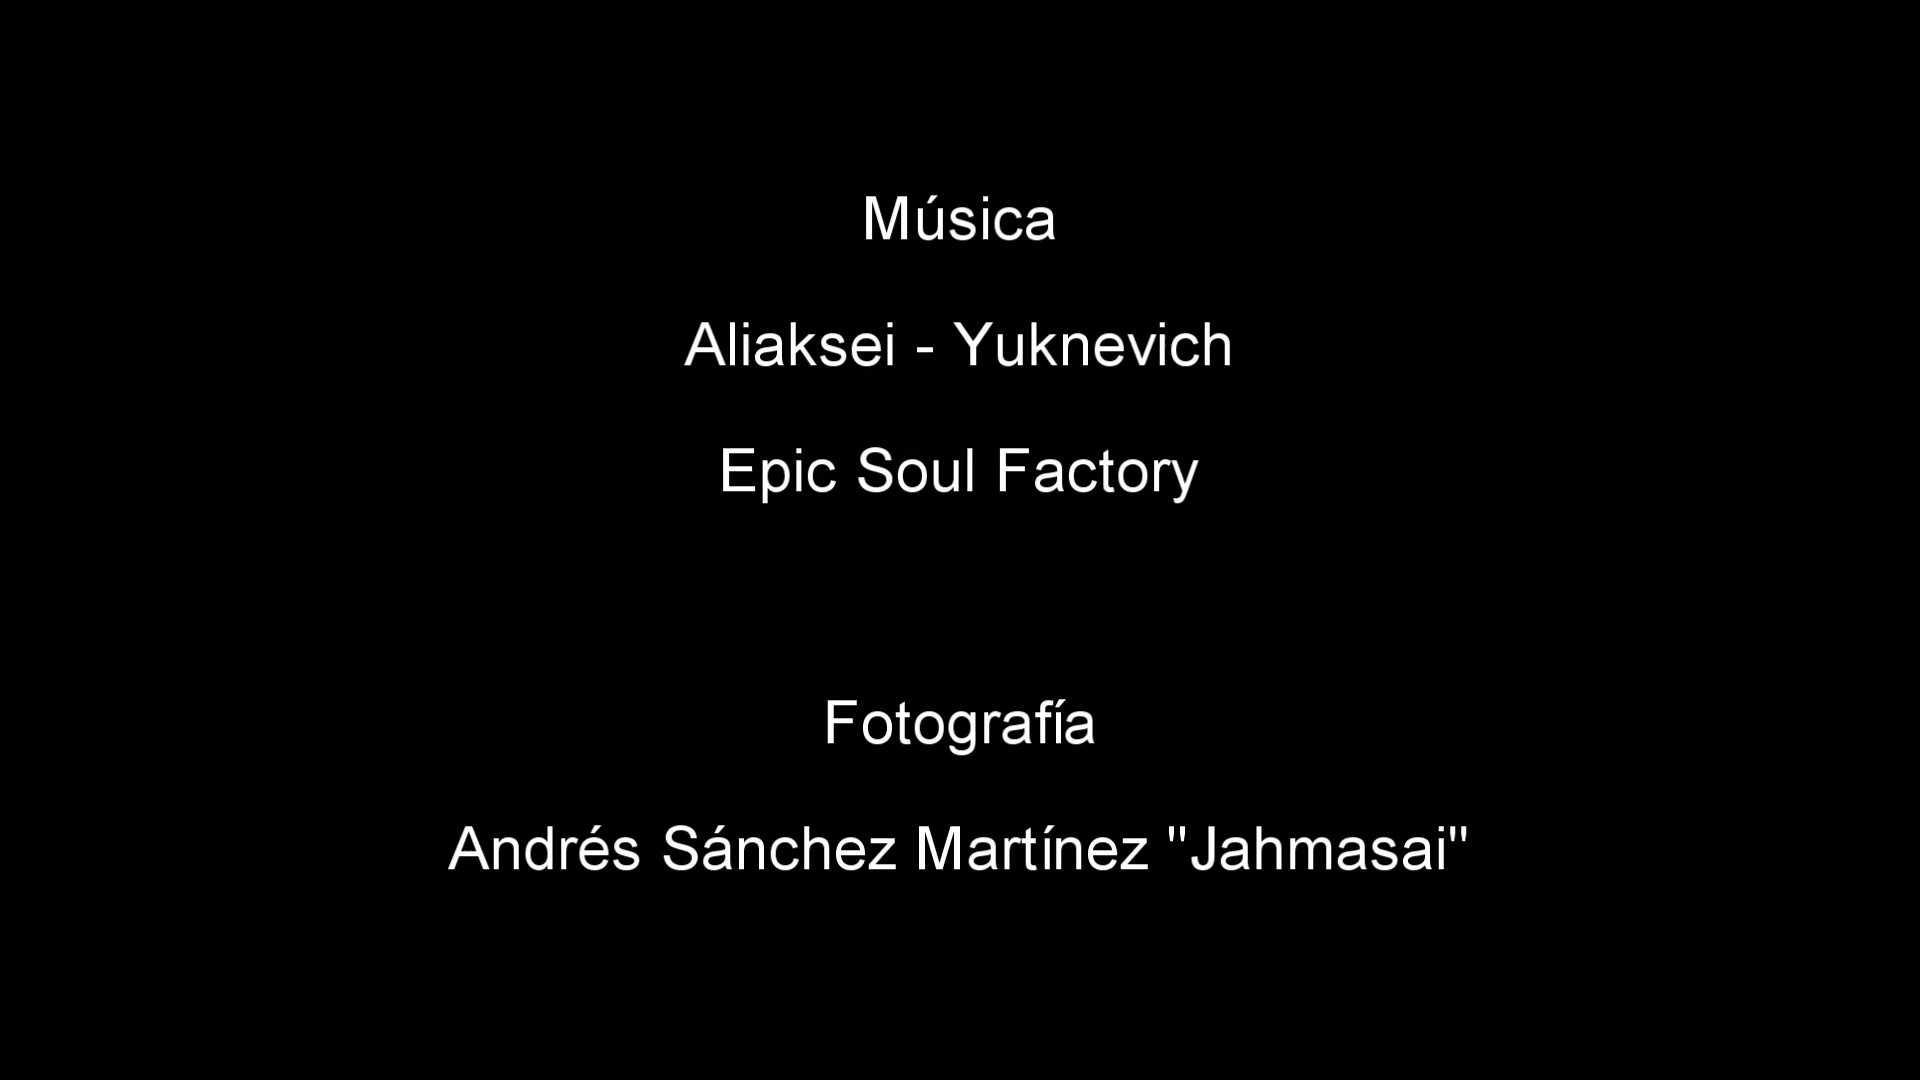 Música
Aliaksei - Yuknevich
Epic Soul Factory
Fotografía
Andrés Sánchez Martínez "Jahmasai"